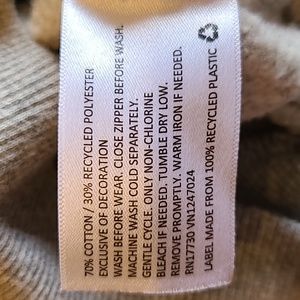 70% COTTON / 30% RECYCLED POLYESTER
EXCLUSIVE OF DECORATION
WASH BEFORE WEAR. CLOSE ZIPPER BEFORE WASH.
MACHINE WASH COLD SEPARATELY.
GENTLE CYCLE. ONLY NON-CHLORINE
BLEACH IF NEEDED. TUMBLE DRY LOW.
REMOVE PROMPTLY. WARM IRON IF NEEDED.
RN17730 VN1247024
LABEL MADE FROM 100% RECYCLED PLASTIC